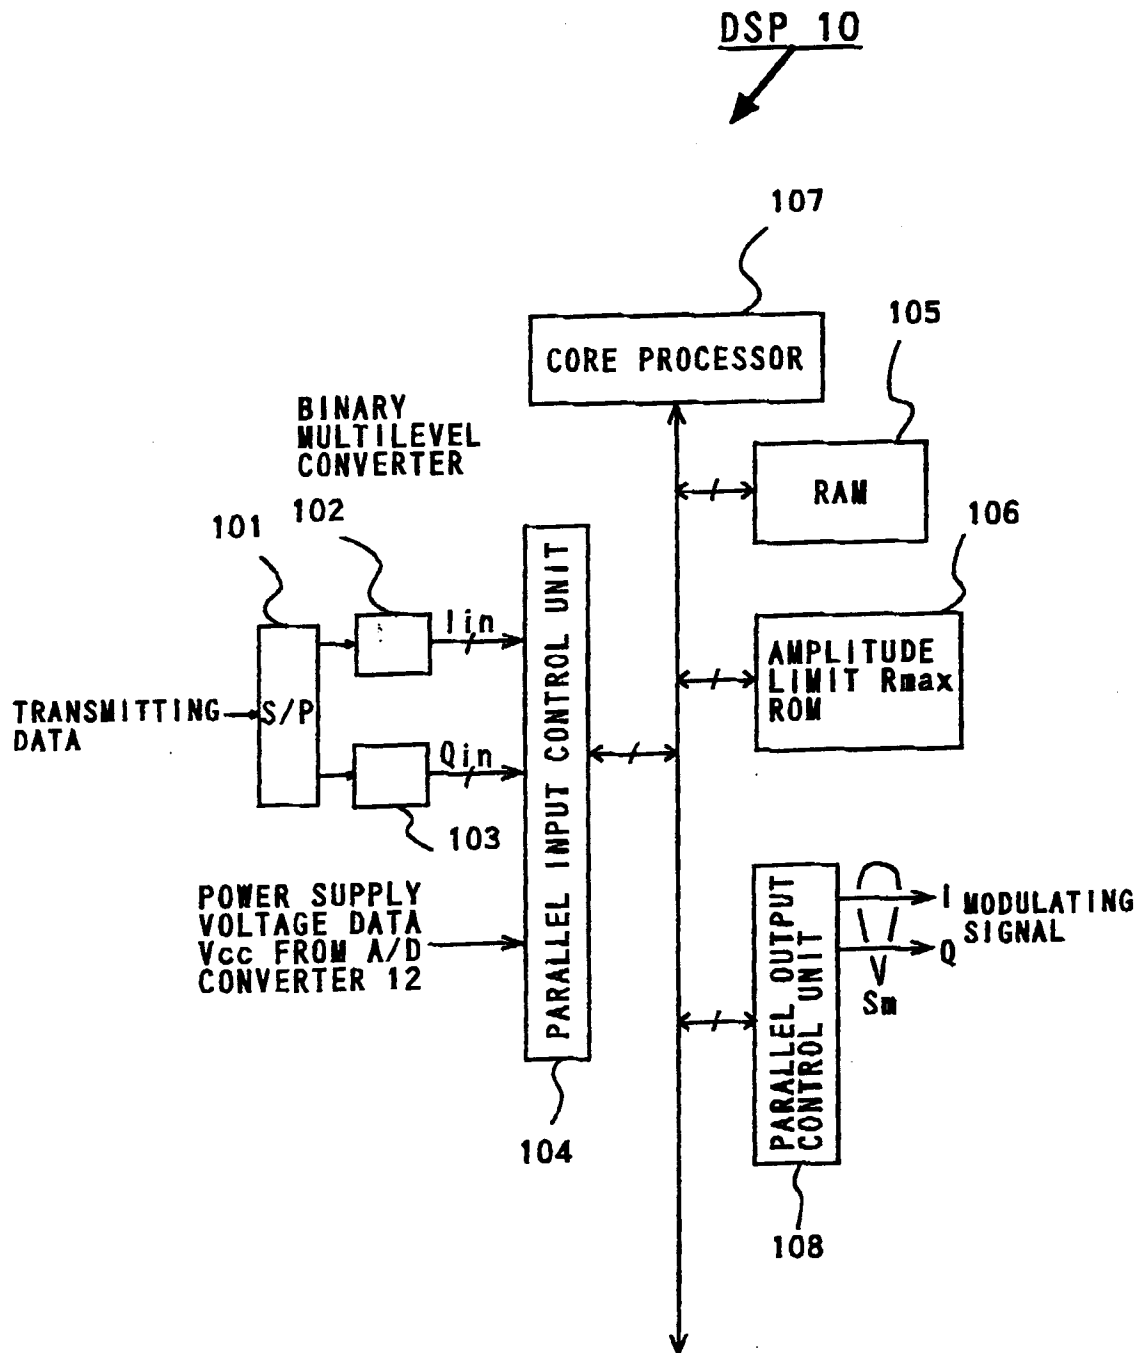 DSP 10
107
CORE PROCESSOR
105
RAM
BINARY
MULTILEVEL
CONVERTER
101
102
106
AMPLITUDE
LIMIT Rmax
ROM
TRANSMITTING
DATA
S/P
Iin
Qin
103
PARALLEL INPUT CONTROL UNIT
POWER SUPPLY
VOLTAGE DATA
Vcc FROM A/D
CONVERTER 12
104
PARALLEL OUTPUT
CONTROL UNIT
I
Q
MODULATING
SIGNAL
Sm
108